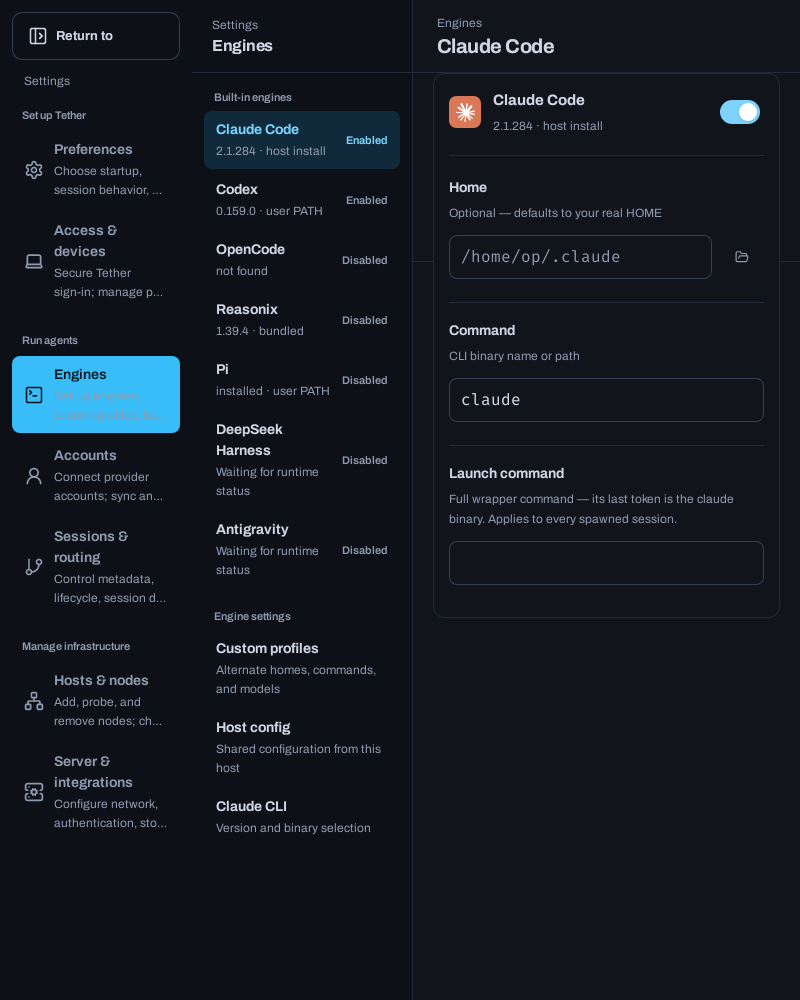 Return to
Settings
Set up Tether
Preferences
Choose startup,
session behavior, ...
Access &
devices
Secure Tether
sign-in; manage p...
Run agents
Engines
Accounts
Connect provider
accounts; sync an...
Sessions &
routing
Control metadata,
lifecycle, session d...
Manage infrastructure
Hosts & nodes
Add, probe, and
remove nodes; ch...
Server &
integrations
Configure network,
authentication, sto...
Settings
Engines
Built-in engines
Claude Code
2.1.284 · host install
Enabled
Codex
0.159.0 · user PATH
Enabled
OpenCode
not found
Disabled
Reasonix
1.39.4 · bundled
Disabled
Pi
installed · user PATH
Disabled
DeepSeek
Harness
Waiting for runtime
status
Disabled
Antigravity
Waiting for runtime
status
Disabled
Engine settings
Custom profiles
Alternate homes, commands,
and models
Host config
Shared configuration from this
host
Claude CLI
Version and binary selection
Engines
Claude Code
Claude Code
2.1.284 · host install
Home
Optional — defaults to your real HOME
/home/op/.claude
Command
CLI binary name or path
claude
Launch command
Full wrapper command — its last token is the claude
binary. Applies to every spawned session.